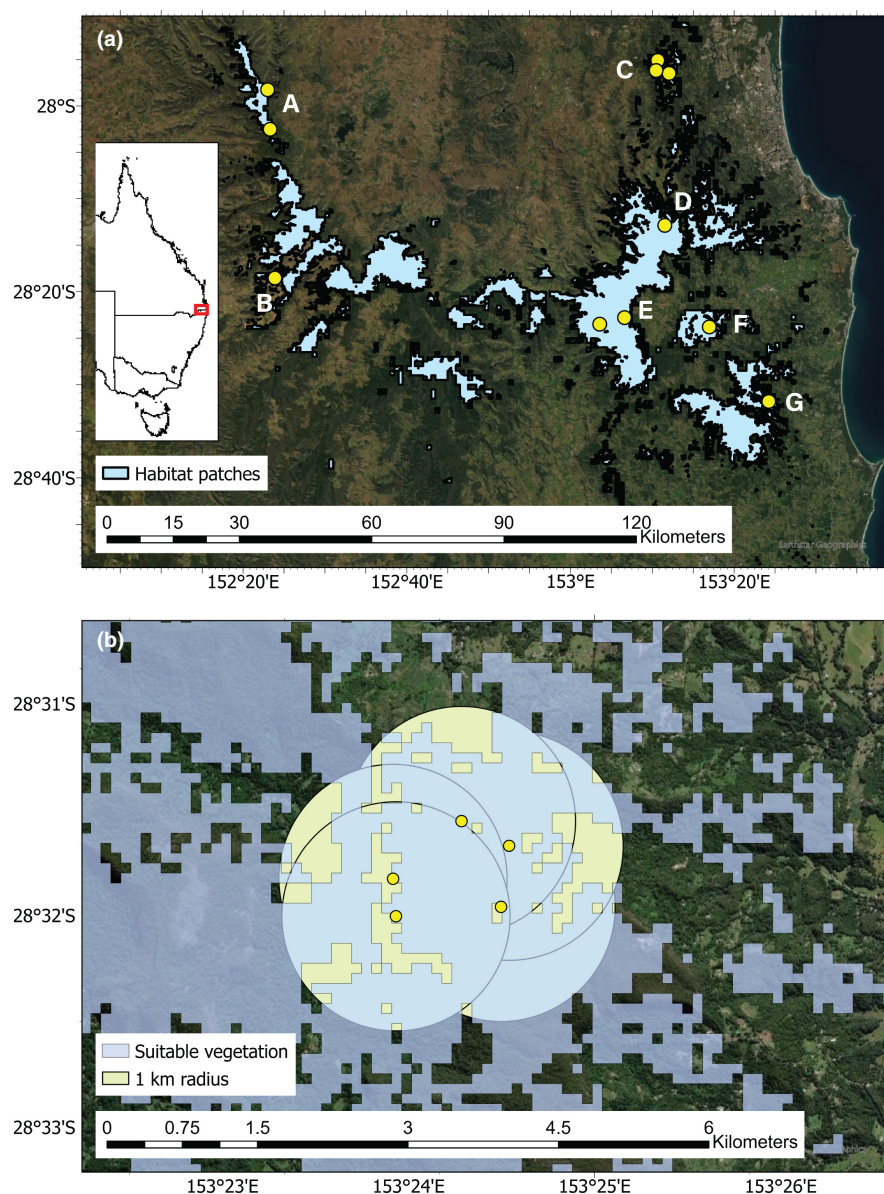 (a)
C
A
28°S
D
28°20'S
B
E
F
G
28°40'S
Habitat patches
0 15 30 60 90 120
Kilometers
Earthstar Geographics
152°20'E 152°40'E 153°E 153°20'E
(b)
28°31'S
28°32'S
Suitable vegetation
1 km radius
28°33'S
0 0.75 1.5 3 4.5 6
Kilometers
153°23'E 153°24'E 153°25'E 153°26'E